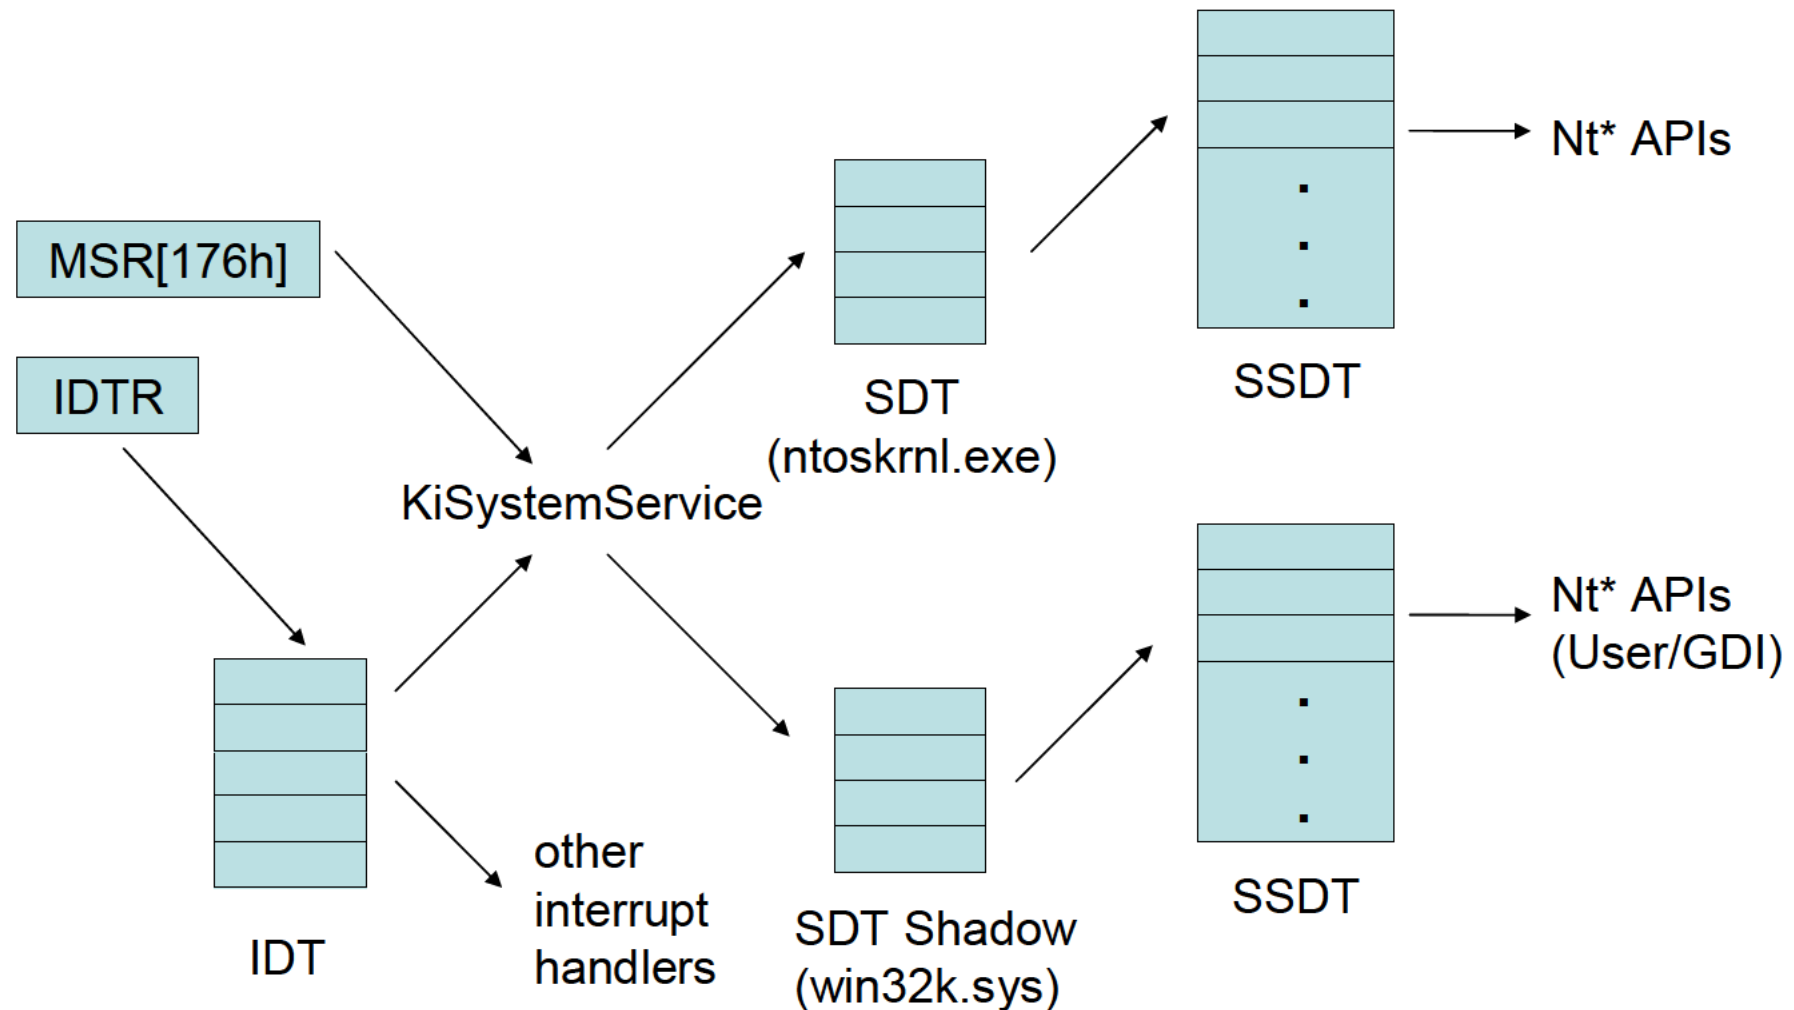 MSR[176h]
IDTR
IDT
KiSystemService
other
interrupt
handlers
SDT
(ntoskrnl.exe)
SDT Shadow
(win32k.sys)
SSDT
Nt* APIs
SSDT
Nt* APIs
(User/GDI)